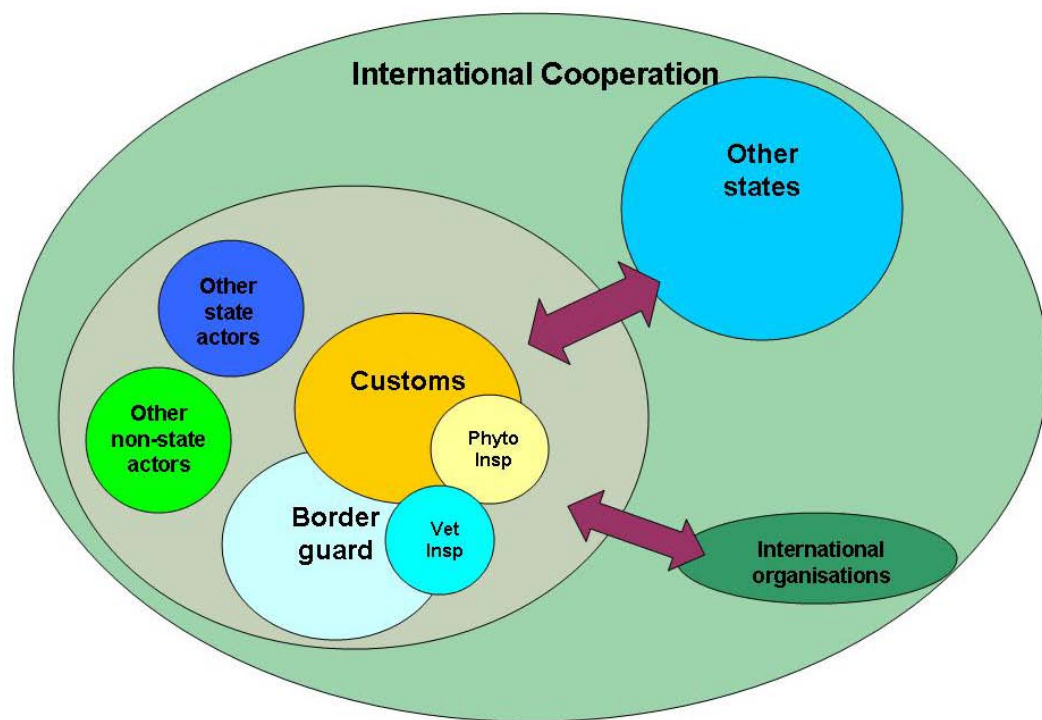 International Cooperation
Other
states
Other
state
actors
Customs
Other
non-state
actors
Phyto
Insp
Border
guard
Vet
Insp
International
organisations